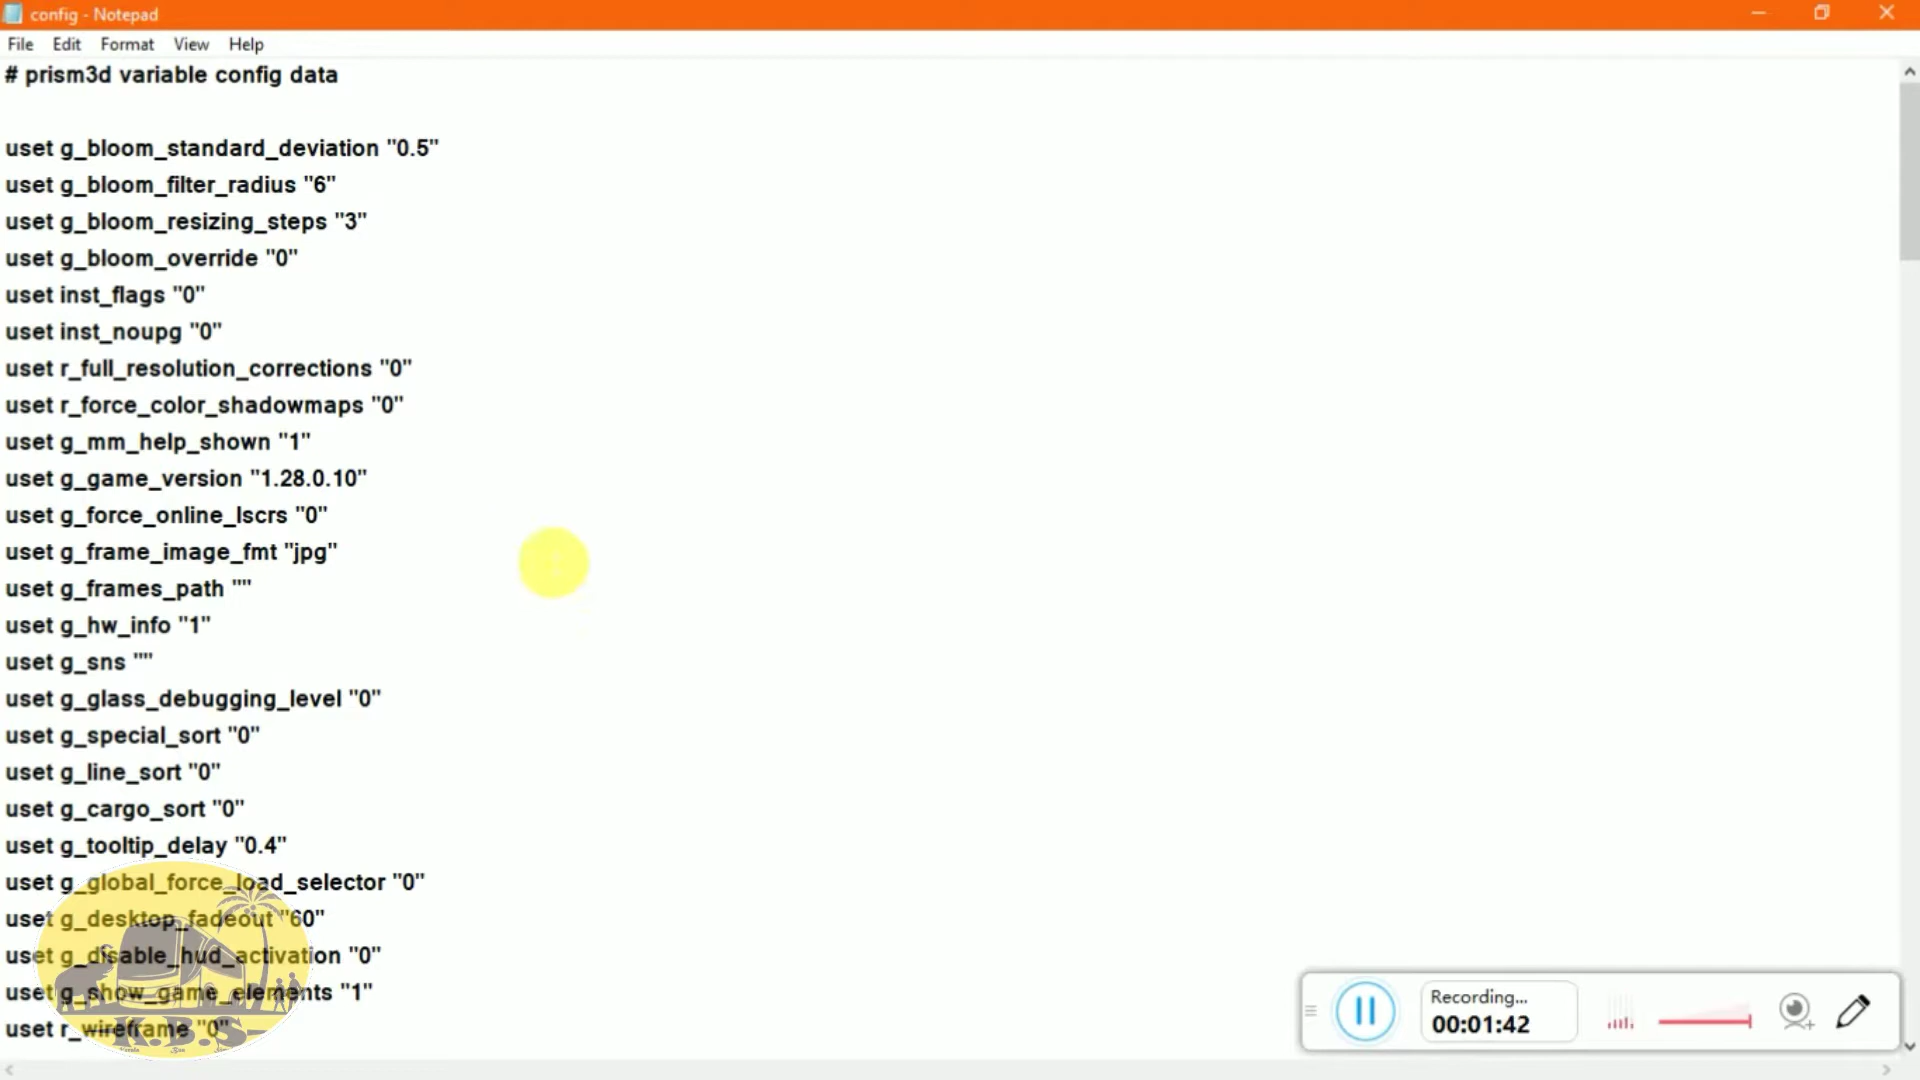 config - Notepad
File Edit Format View Help
# prism3d variable config data
uset g_bloom_standard_deviation "0.5"
uset g_bloom_filter_radius "6"
uset g_bloom_resizing_steps "3"
uset g_bloom_override "0"
uset inst_flags "0"
uset inst_noupg "0"
uset r_full_resolution_corrections "0"
uset r_force_color_shadowmaps "0"
uset g_mm_help_shown "1"
uset g_game_version "1.28.0.10"
uset g_force_online_lscrs "0"
uset g_frame_image_fmt "jpg"
uset g_frames_path ""
uset g_hw_info "1"
uset g_sns ""
uset g_glass_debugging_level "0"
uset g_special_sort "0"
uset g_line_sort "0"
uset g_cargo_sort "0"
uset g_tooltip_delay "0.4"
uset g_global_force_load_selector "0"
uset g_desktop_fadeout "60"
uset g_disable_hud_activation "0"
uset g_show_game_elements "1"
uset r_wireframe "0"
K.B.S
Recording...
00:01:42